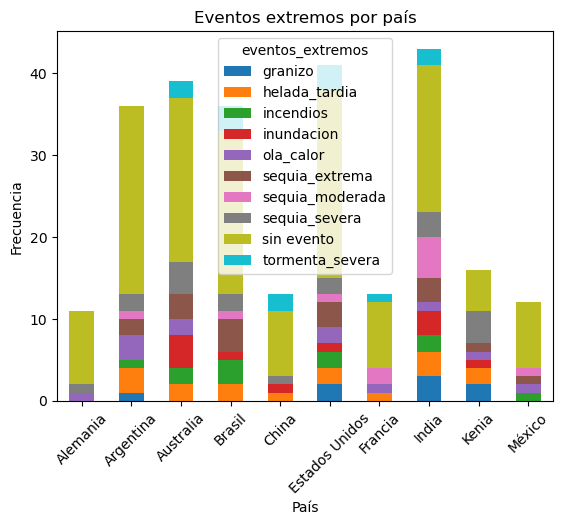 Eventos extremos por país
eventos_extremos
granizo
helada_tardia
incendios
inundacion
ola_calor
sequia_extrema
sequia_moderada
sequia_severa
sin evento
tormenta_severa
Frecuencia
40
30
20
10
0
Alemania
Argentina
Australia
Brasil
China
Estados Unidos
Francia
India
Kenia
México
País